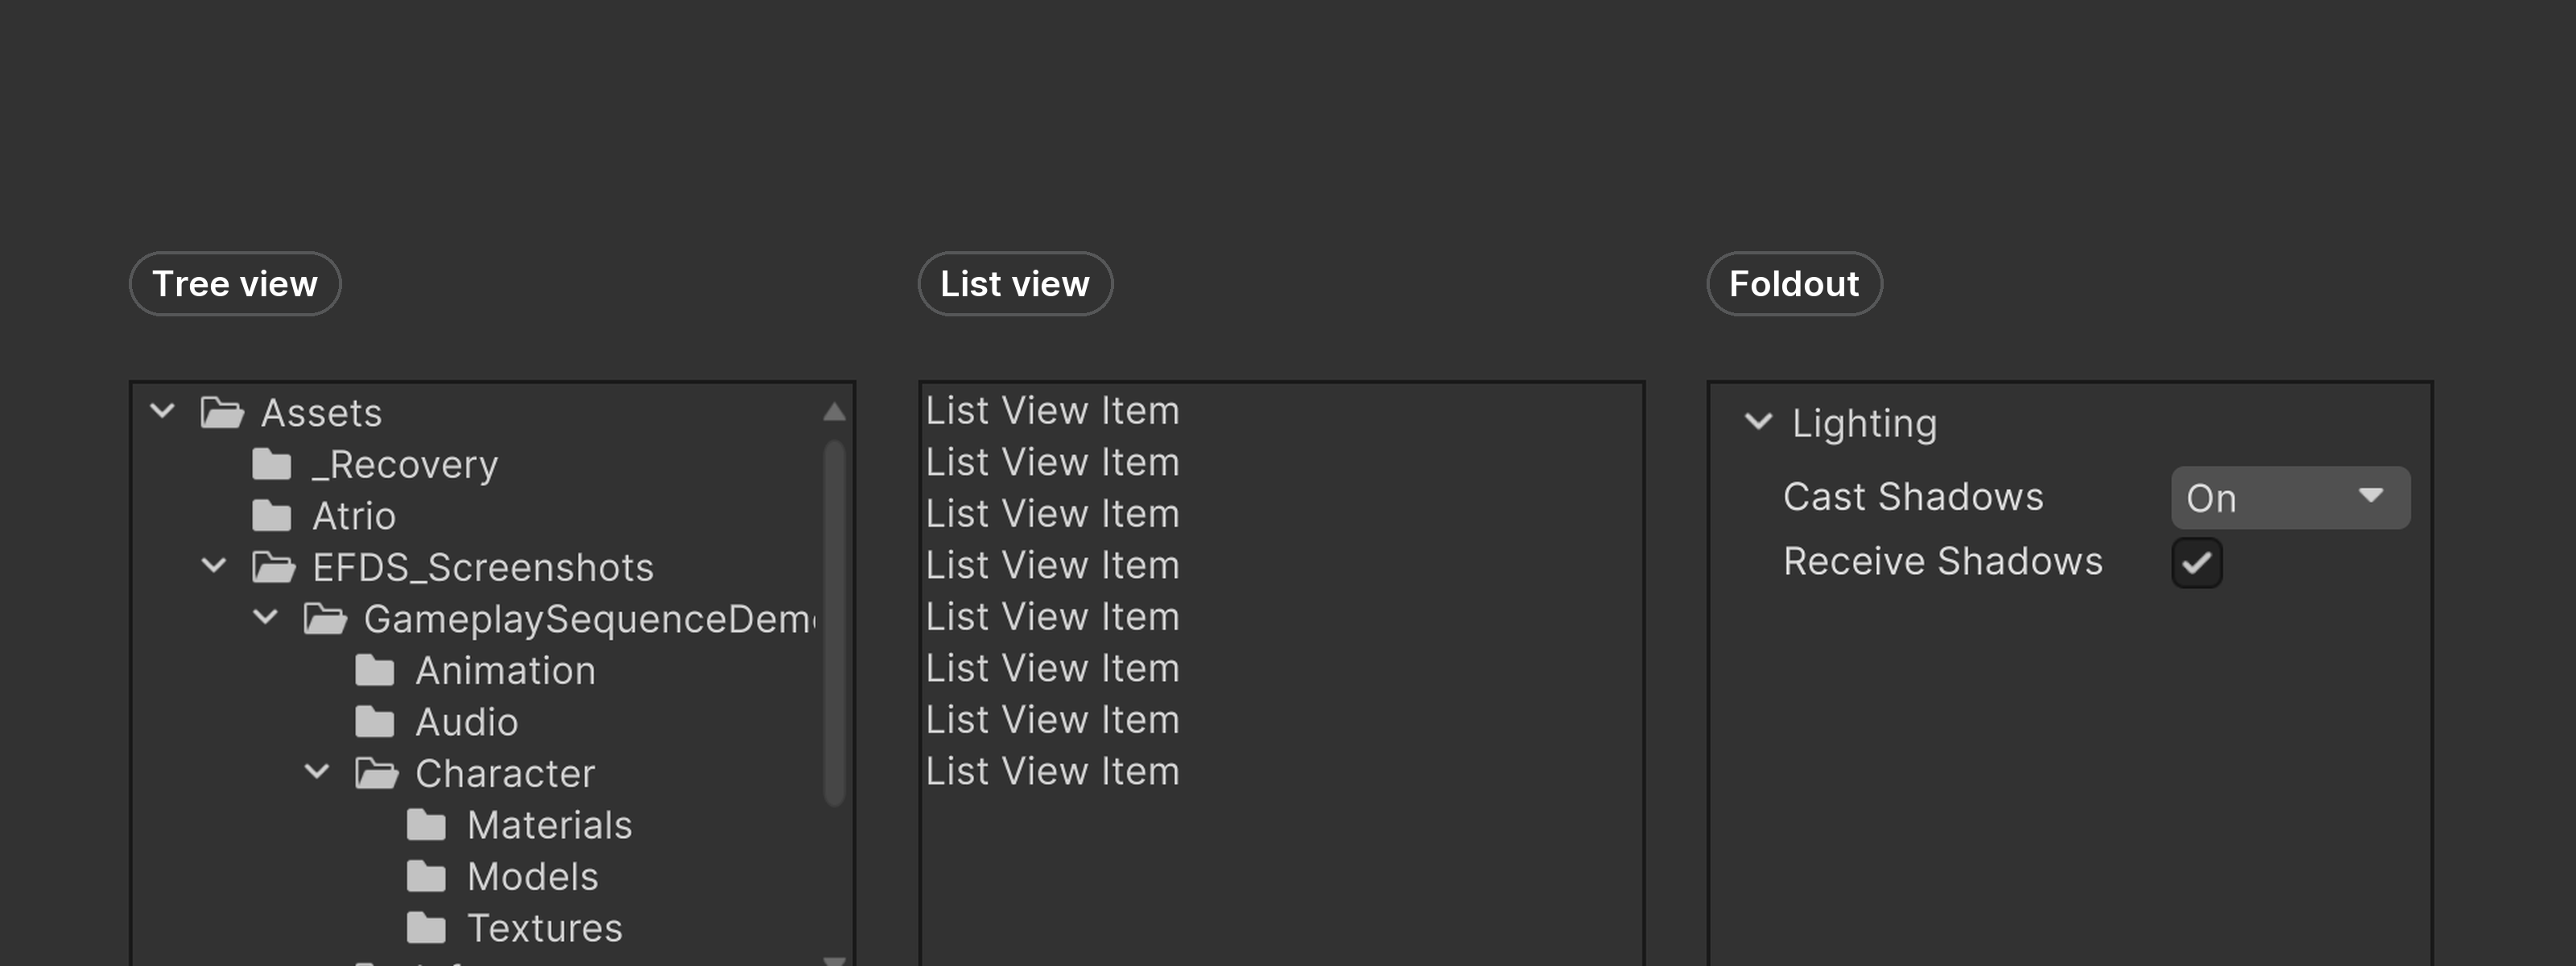 Tree view
List view
Foldout
Assets
_Recovery
Atrio
EFDS_Screenshots
GameplaySequenceDem
Animation
Audio
Character
Materials
Models
Textures
List View Item
List View Item
List View Item
List View Item
List View Item
List View Item
List View Item
List View Item
Lighting
Cast Shadows
On
Receive Shadows